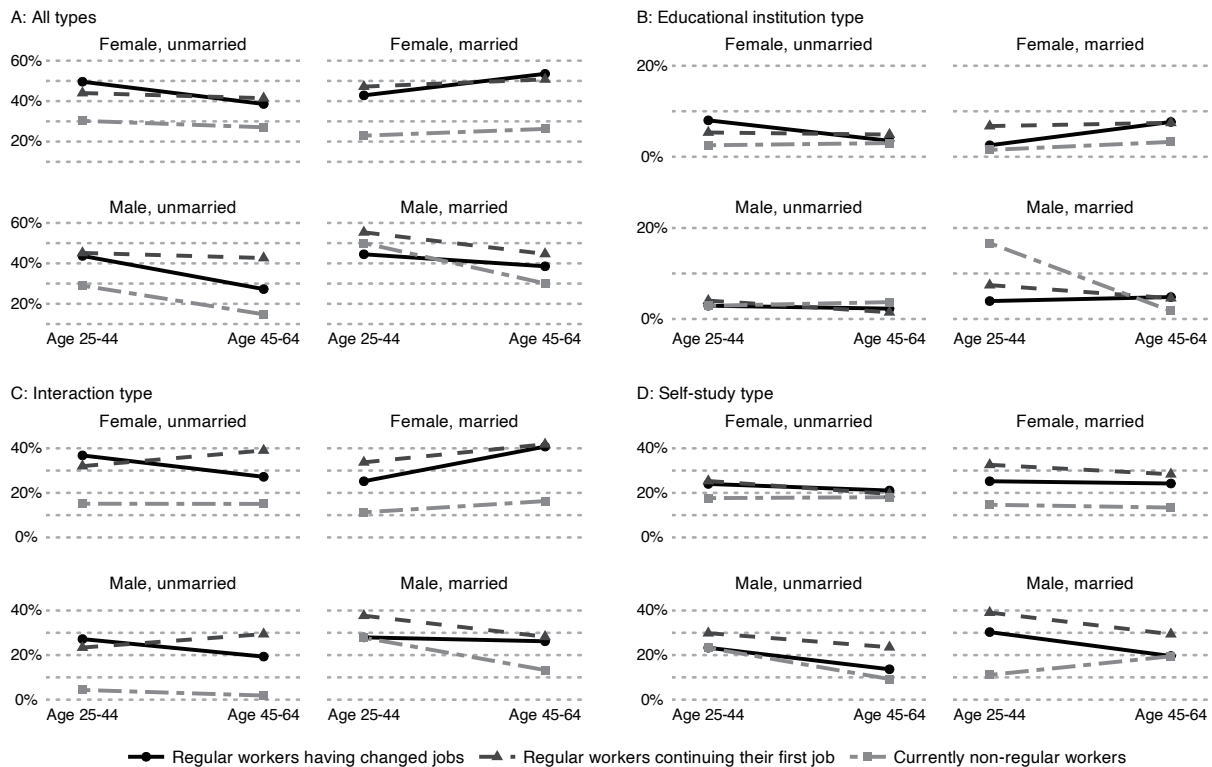 A: All types
Female, unmarried
Female, married
60%
40%
20%
Male, unmarried
Male, married
60%
40%
20%
Age 25-44
Age 45-64
Age 25-44
Age 45-64
B: Educational institution type
Female, unmarried
Female, married
20%
0%
Male, unmarried
Male, married
20%
0%
Age 25-44
Age 45-64
Age 25-44
Age 45-64
C: Interaction type
Female, unmarried
Female, married
40%
20%
0%
Male, unmarried
Male, married
40%
20%
0%
Age 25-44
Age 45-64
Age 25-44
Age 45-64
D: Self-study type
Female, unmarried
Female, married
40%
20%
0%
Male, unmarried
Male, married
40%
20%
0%
Age 25-44
Age 45-64
Age 25-44
Age 45-64
Regular workers having changed jobs
Regular workers continuing their first job
Currently non-regular workers